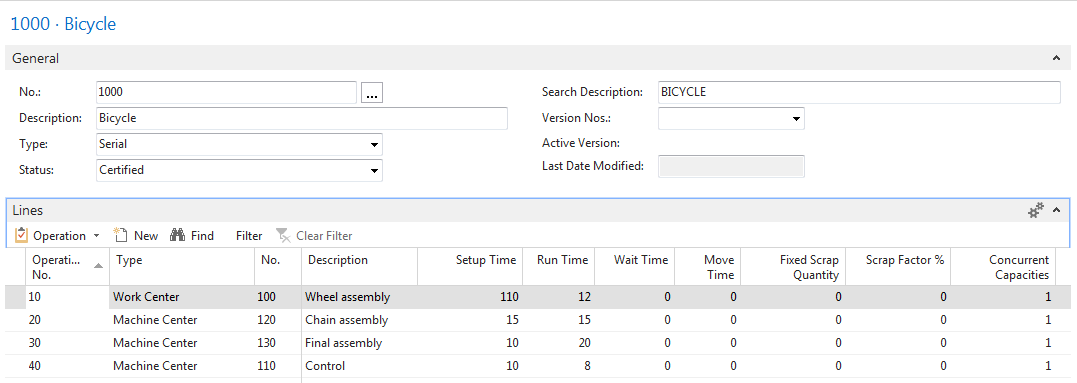 1000 · Bicycle
General
No.: 1000 ... Search Description: BICYCLE
Description: Bicycle Version Nos.:
Type: Serial Active Version:
Status: Certified Last Date Modified:
Lines
Operation New Find Filter Clear Filter
Operati... No. Type No. Description Setup Time Run Time Wait Time Move Time Fixed Scrap Quantity Scrap Factor % Concurrent Capacities
10 Work Center 100 Wheel assembly 110 12 0 0 0 0 1
20 Machine Center 120 Chain assembly 15 15 0 0 0 0 1
30 Machine Center 130 Final assembly 10 20 0 0 0 0 1
40 Machine Center 110 Control 10 8 0 0 0 0 1